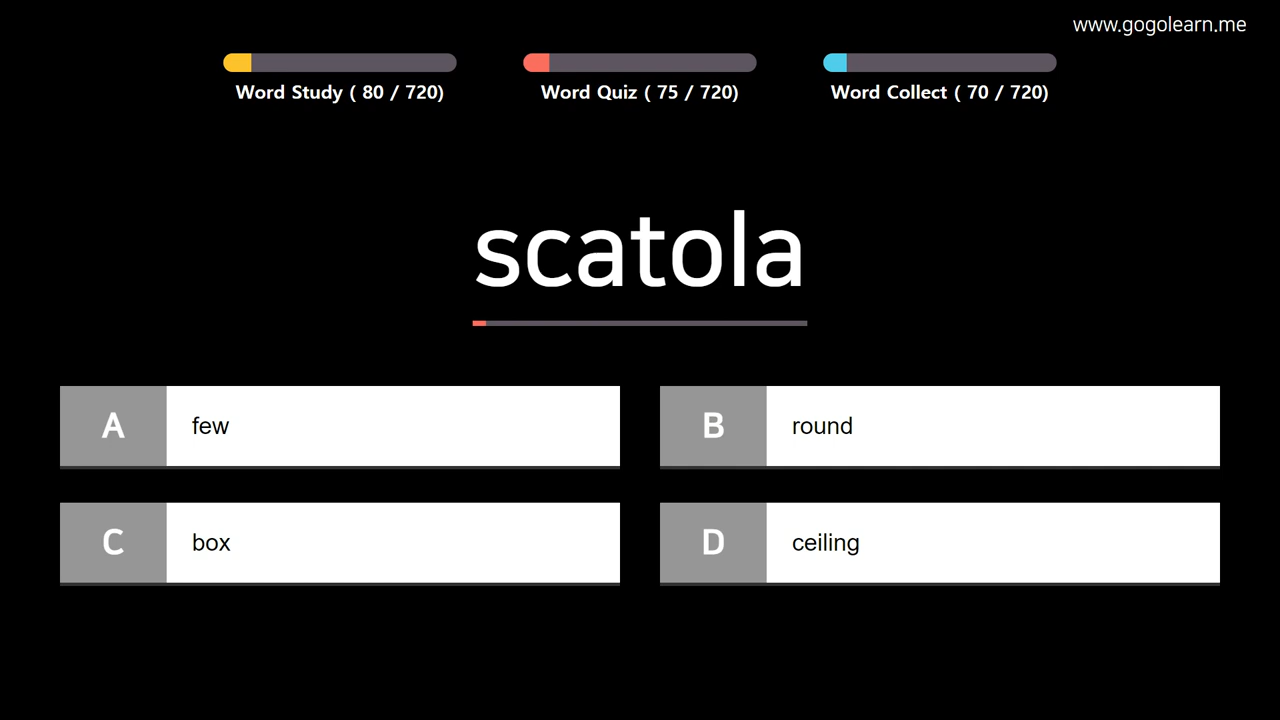 www.gogolearn.me
Word Study ( 80 / 720)
Word Quiz ( 75 / 720)
Word Collect ( 70 / 720)
scatola
A few
B round
C box
D ceiling